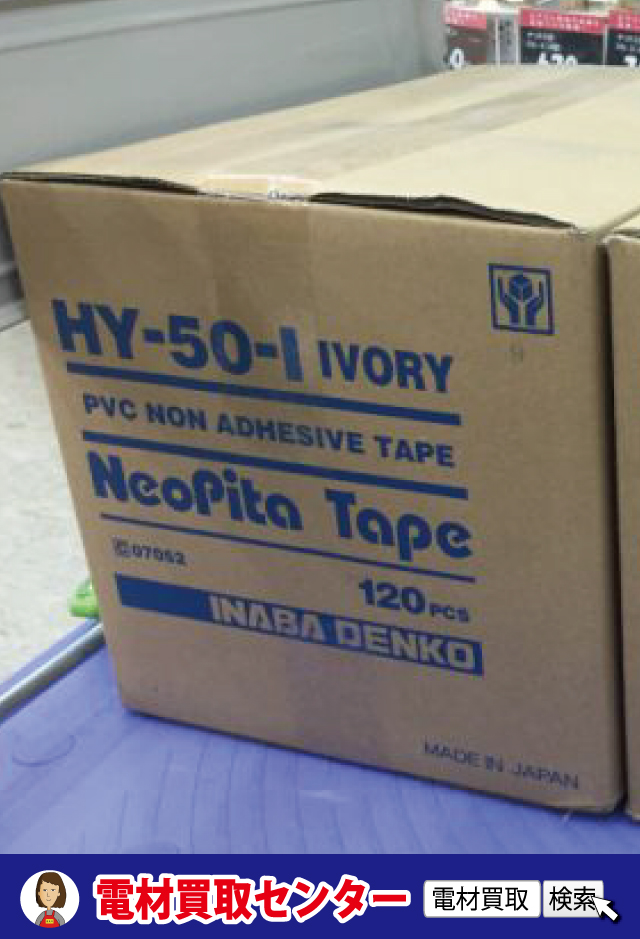 HY-50-I IVORY
PVC NON ADHESIVE TAPE
NeoPita Tape
07052
120 PCS
INABA DENKO
MADE IN JAPAN
電材買取センター 電材買取 検索